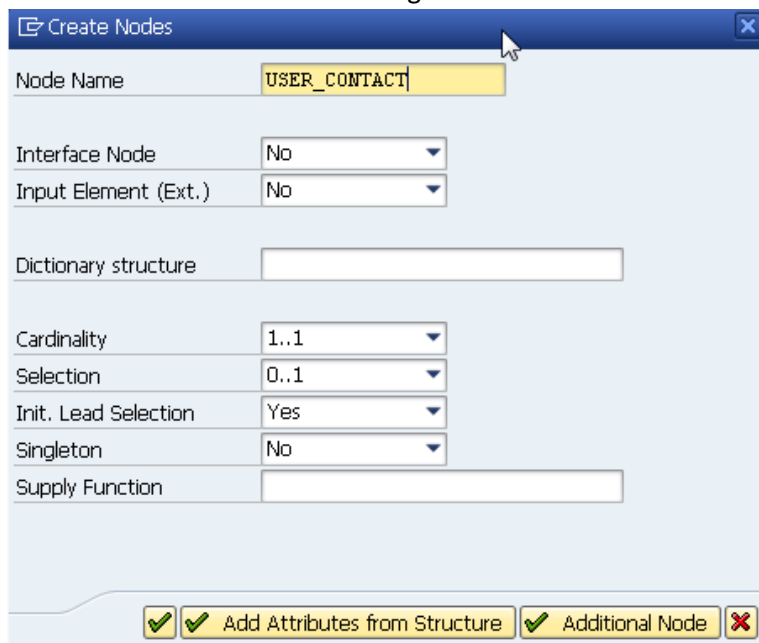 Create Nodes
Node Name USER_CONTACT
Interface Node No
Input Element (Ext.) No
Dictionary structure
Cardinality 1..1
Selection 0..1
Init. Lead Selection Yes
Singleton No
Supply Function
Add Attributes from Structure Additional Node